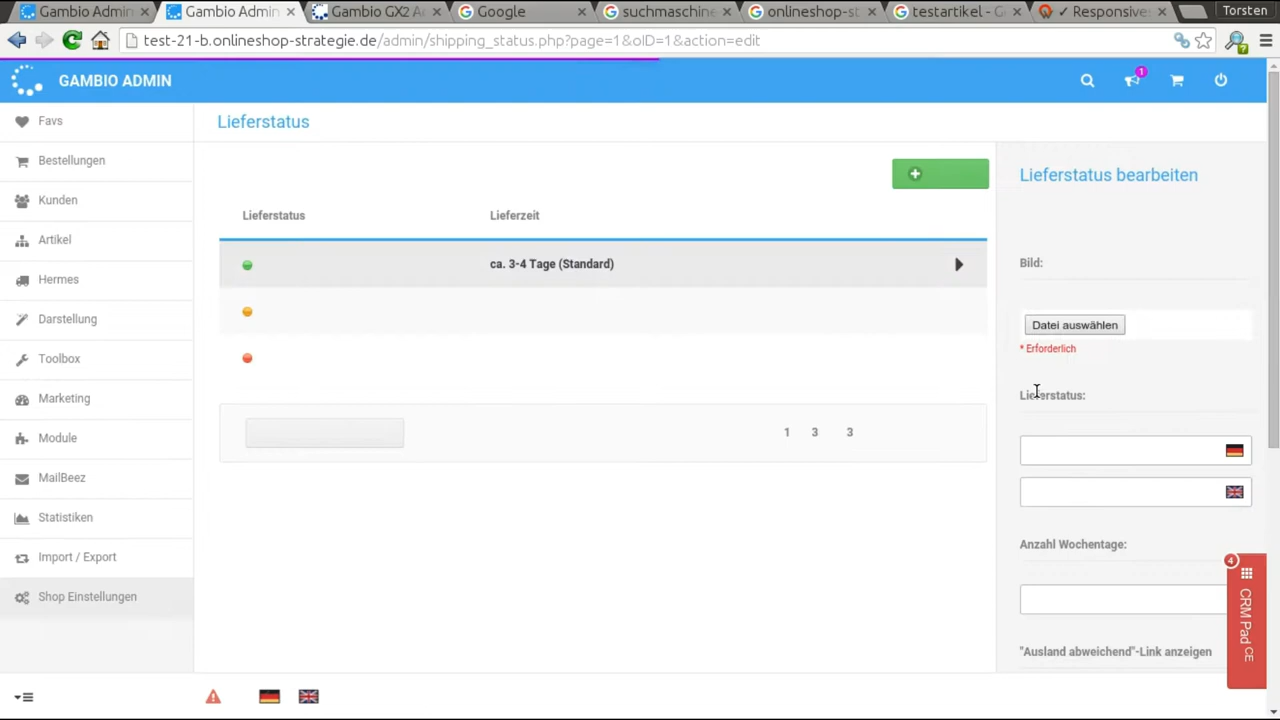 Gambio Admin
Gambio Admin
Gambio GX2 Ad
Google
suchmaschine
onlineshop-st
testartikel - G
✓ Responsive
Torsten
test-21-b.onlineshop-strategie.de/admin/shipping_status.php?page=1&oID=1&action=edit
GAMBIO ADMIN
1
Favs
Bestellungen
Kunden
Artikel
Hermes
Darstellung
Toolbox
Marketing
Module
MailBeez
Statistiken
Import / Export
Shop Einstellungen
Lieferstatus
Lieferstatus
Lieferzeit
ca. 3-4 Tage (Standard)
1 3 3
Lieferstatus bearbeiten
Bild:
Datei auswählen
* Erforderlich
Lieferstatus:
Anzahl Wochentage:
"Ausland abweichend"-Link anzeigen
4
CRM Pad CE